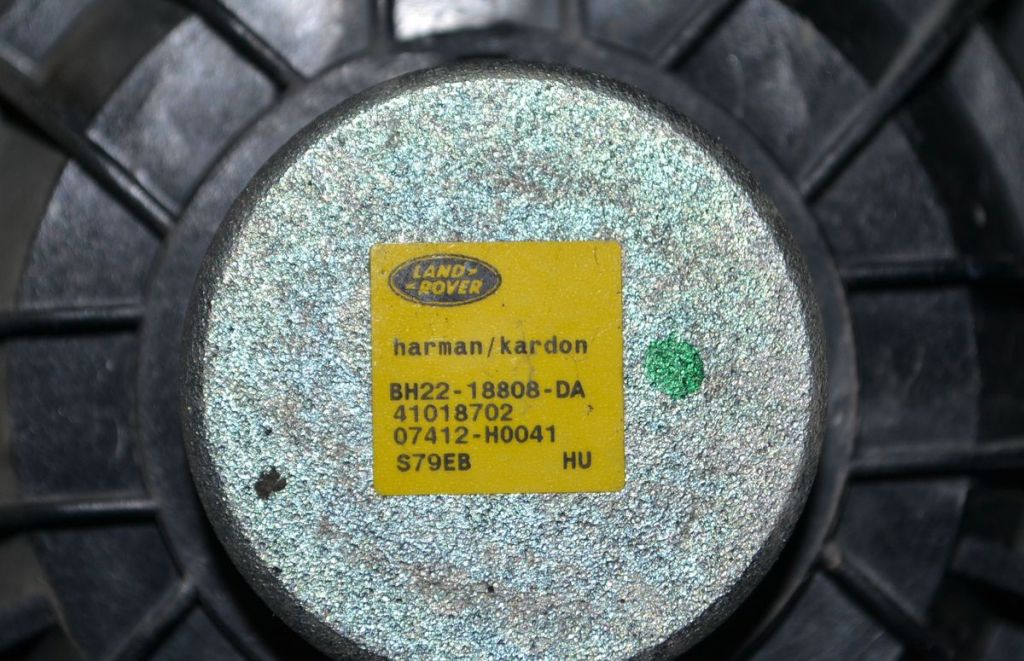 LAND-
-ROVER
harman/kardon
BH22-18808-DA
41018702
07412-H0041
S79EB HU